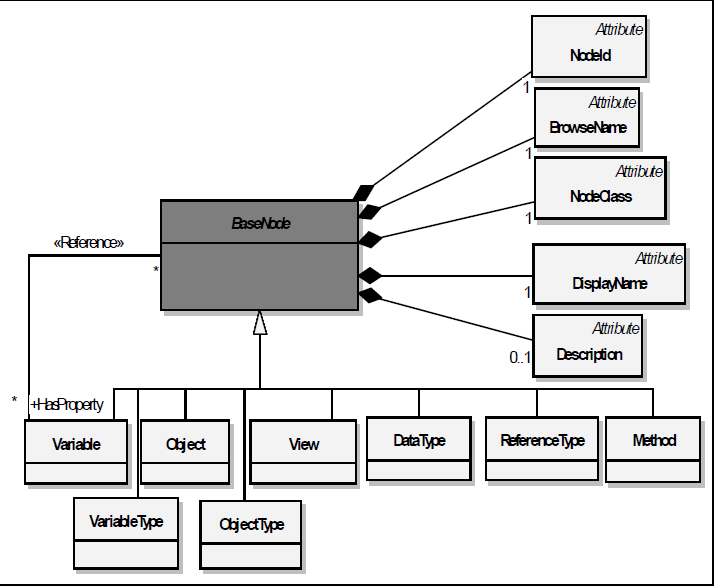 Attribute
NodeId
1
Attribute
BrowseName
1
Attribute
NodeClass
1
BaseNode
«Reference»
*
Attribute
DisplayName
1
Attribute
Description
0..1
* +HasProperty
Variable
Object
View
DataType
ReferenceType
Method
VariableType
ObjectType